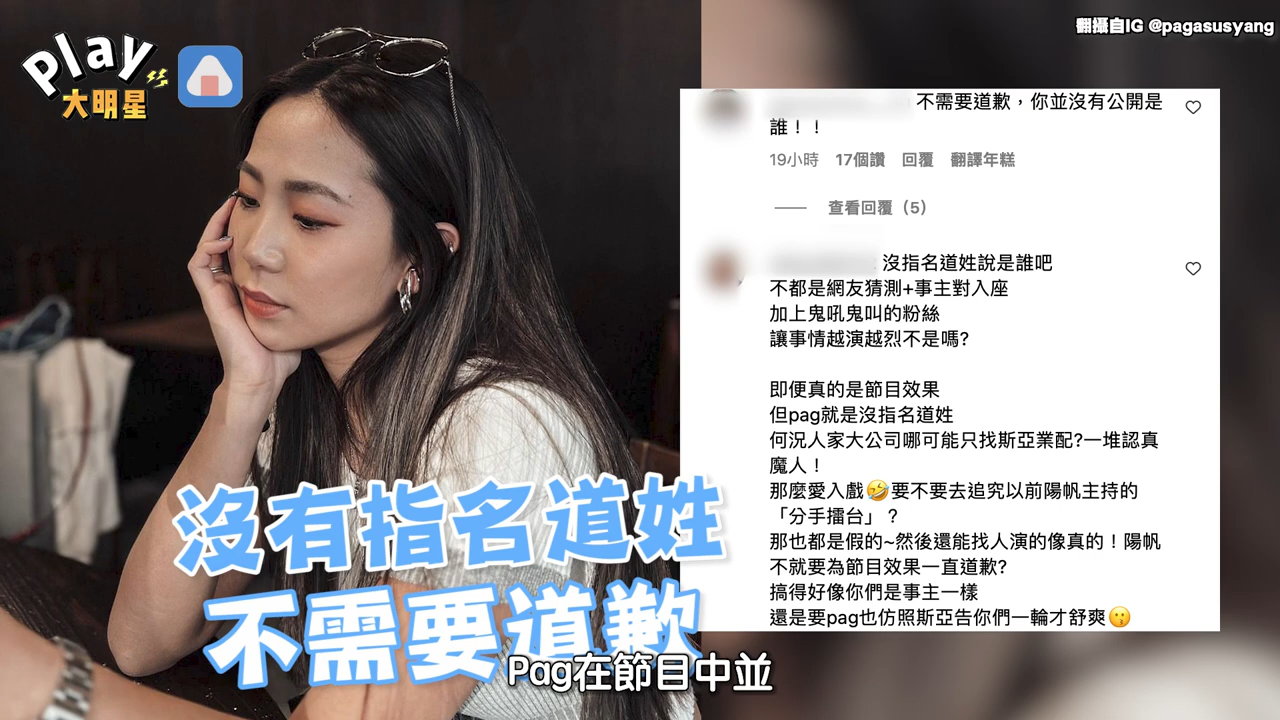 Play
大明星
翻攝自IG @pagasusyang
不需要道歉，你並沒有公開是
誰！！
19小時 17個讚 回覆 翻譯年糕
查看回覆（5）
沒指名道姓說是誰吧
不都是網友猜測+事主對入座
加上鬼吼鬼叫的粉絲
讓事情越演越烈不是嗎?
即便真的是節目效果
但pag就是沒指名道姓
何況人家大公司哪可能只找斯亞業配?一堆認真
魔人！
那麼愛入戲🤣要不要去追究以前陽帆主持的
「分手擂台」？
那也都是假的~然後還能找人演的像真的！陽帆
不就要為節目效果一直道歉?
搞得好像你們是事主一樣
還是要pag也仿照斯亞告你們一輪才舒爽😗
沒有指名道姓
不需要道歉
Pag在節目中並